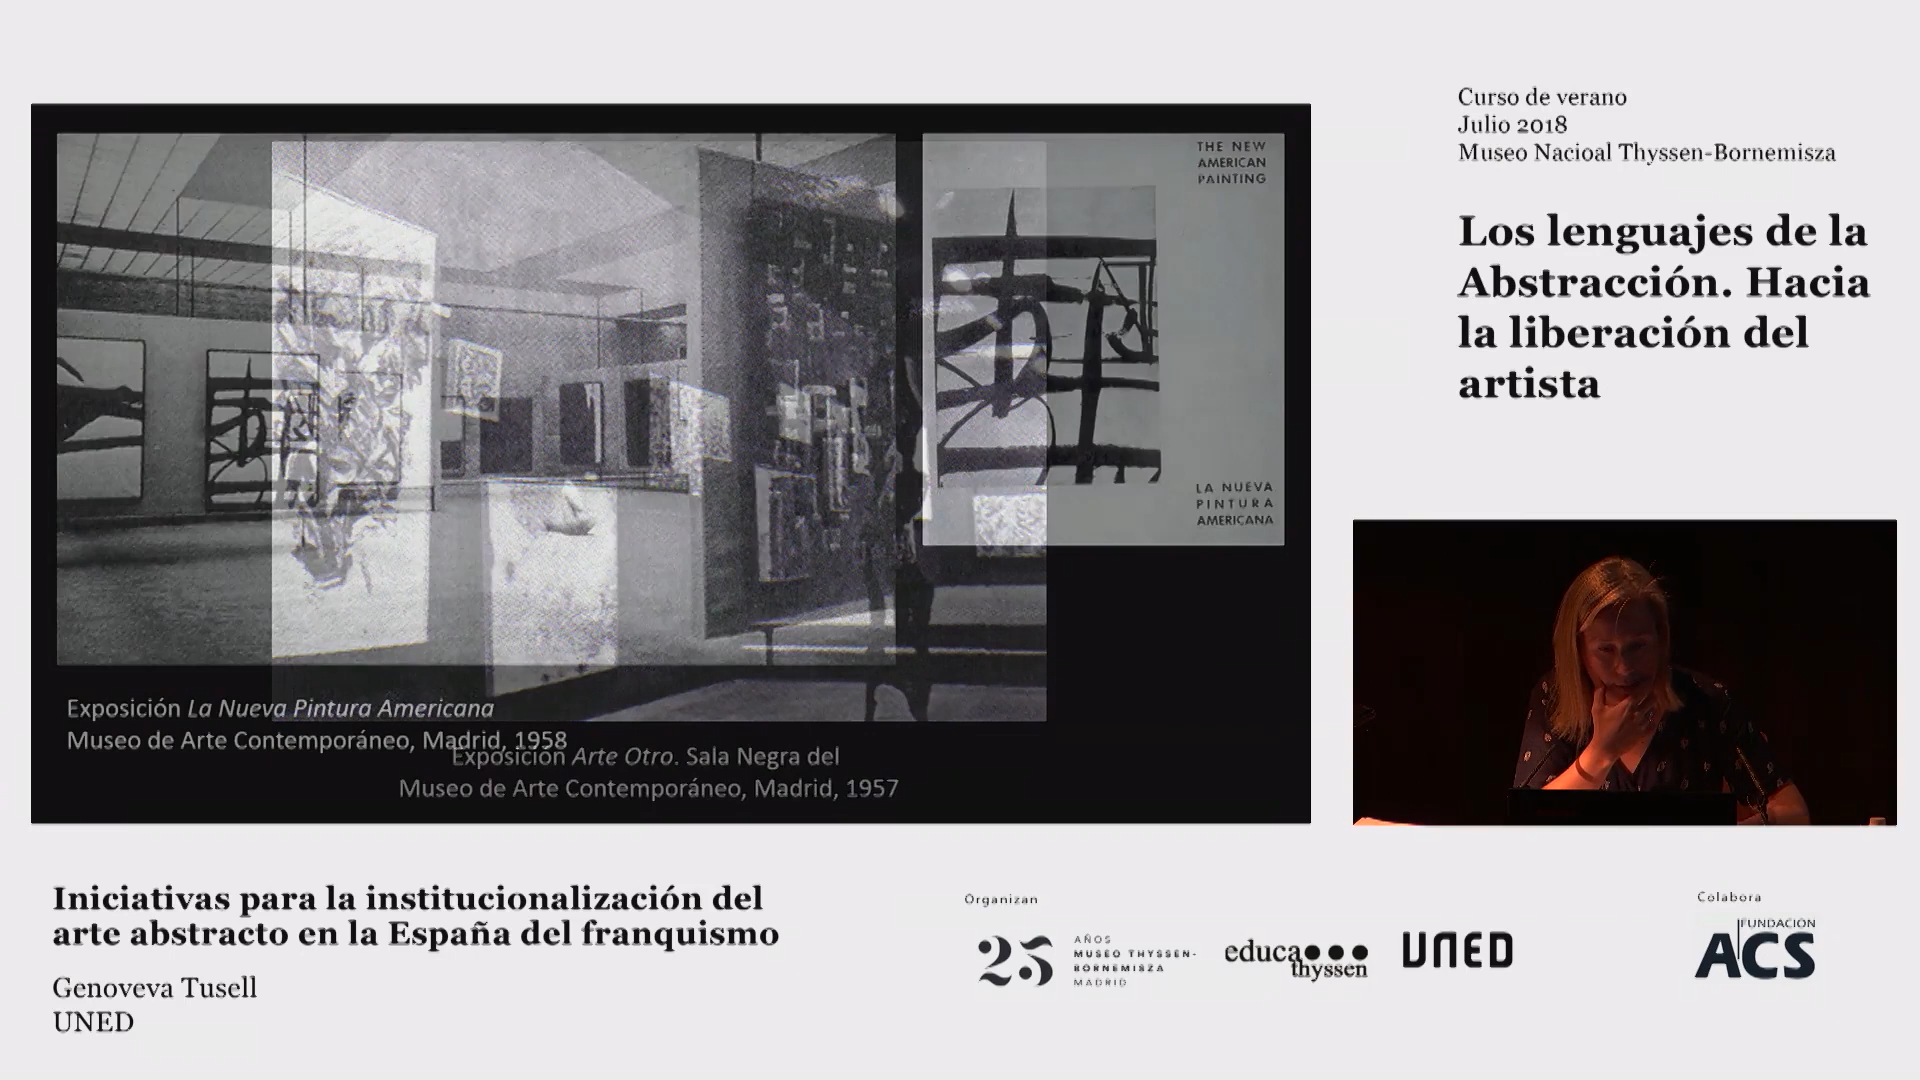 Curso de verano
Julio 2018
Museo Nacioal Thyssen-Bornemisza
Los lenguajes de la
Abstracción. Hacia
la liberación del
artista
THE NEW
AMERICAN
PAINTING
LA NUEVA
PINTURA
AMERICANA
Exposición La Nueva Pintura Americana
Museo de Arte Contemporáneo, Madrid, 1958
Exposición Arte Otro. Sala Negra del
Museo de Arte Contemporáneo, Madrid, 1957
Iniciativas para la institucionalización del
arte abstracto en la España del franquismo
Genoveva Tusell
UNED
Organizan
25
AÑOS
MUSEO THYSSEN-
BORNEMISZA
MADRID
educa
thyssen
UNED
Colabora
FUNDACIÓN
ACS